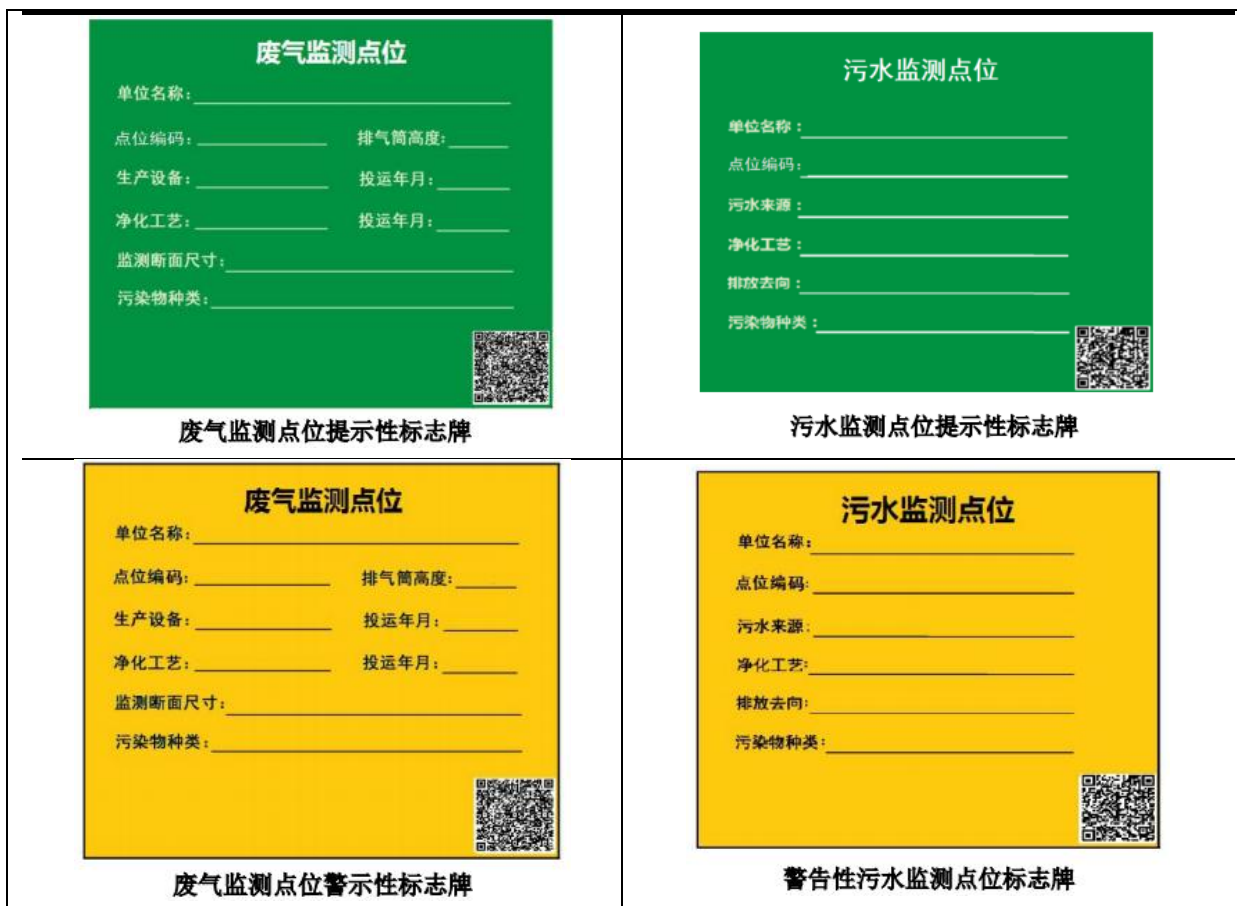 废气监测点位
单位名称:
点位编码: 排气筒高度:
生产设备: 投运年月:
净化工艺: 投运年月:
监测断面尺寸:
污染物种类:
废气监测点位提示性标志牌
污水监测点位
单位名称:
点位编码:
污水来源:
净化工艺:
排放去向:
污染物种类:
污水监测点位提示性标志牌
废气监测点位
单位名称:
点位编码: 排气筒高度:
生产设备: 投运年月:
净化工艺: 投运年月:
监测断面尺寸:
污染物种类:
废气监测点位警示性标志牌
污水监测点位
单位名称:
点位编码:
污水来源:
净化工艺:
排放去向:
污染物种类:
警告性污水监测点位标志牌